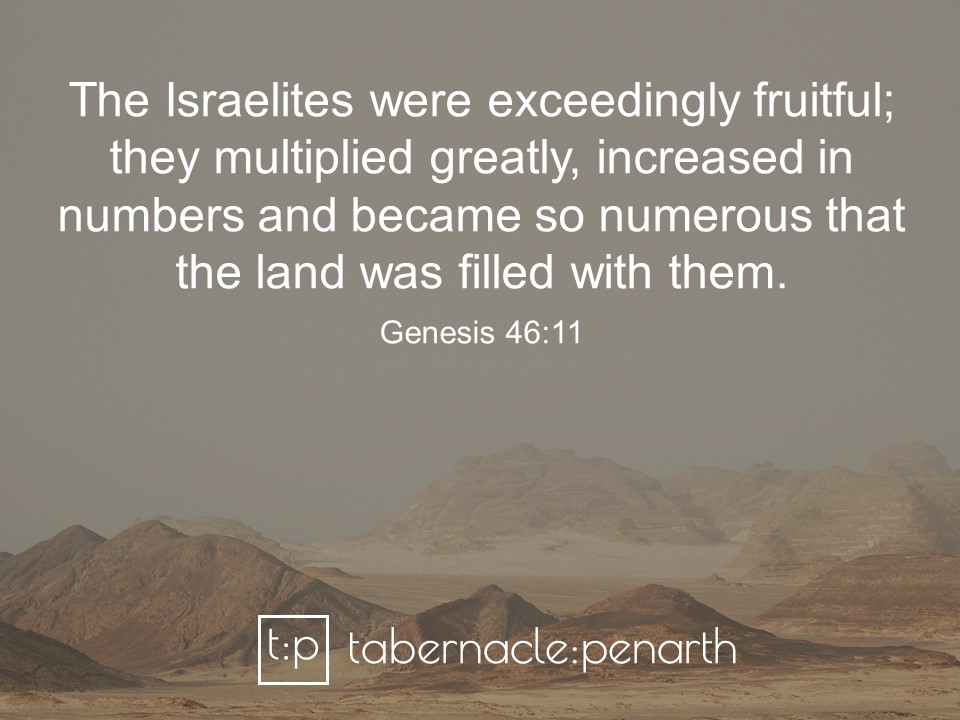 The Israelites were exceedingly fruitful;
they multiplied greatly, increased in
numbers and became so numerous that
the land was filled with them.
Genesis 46:11
t:p tabernacle:penarth